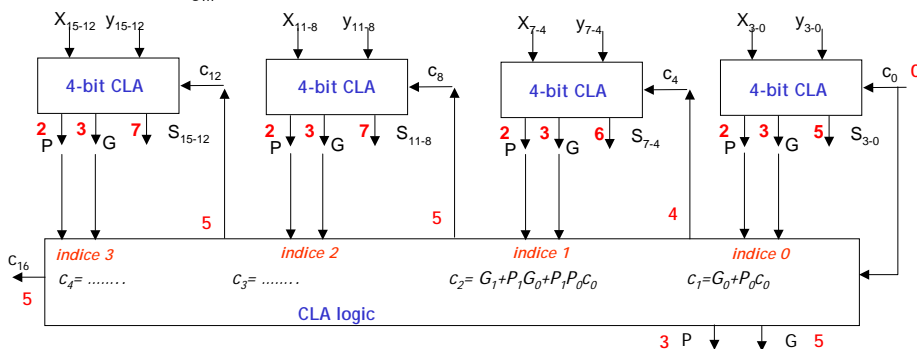 X15-12 y15-12 X11-8 y11-8 X7-4 y7-4 X3-0 y3-0
4-bit CLA c12 4-bit CLA c8 4-bit CLA c4 4-bit CLA c0 0
2 3 7 S15-12 2 3 7 S11-8 2 3 6 S7-4 2 3 5 S3-0
P G P G P G P G
5 5 4
indice 3 indice 2 indice 1 indice 0
c16 c4= ........ c3= ........ c2= G1+P1G0+P1P0c0 c1=G0+P0c0
5
CLA logic
3 P G 5